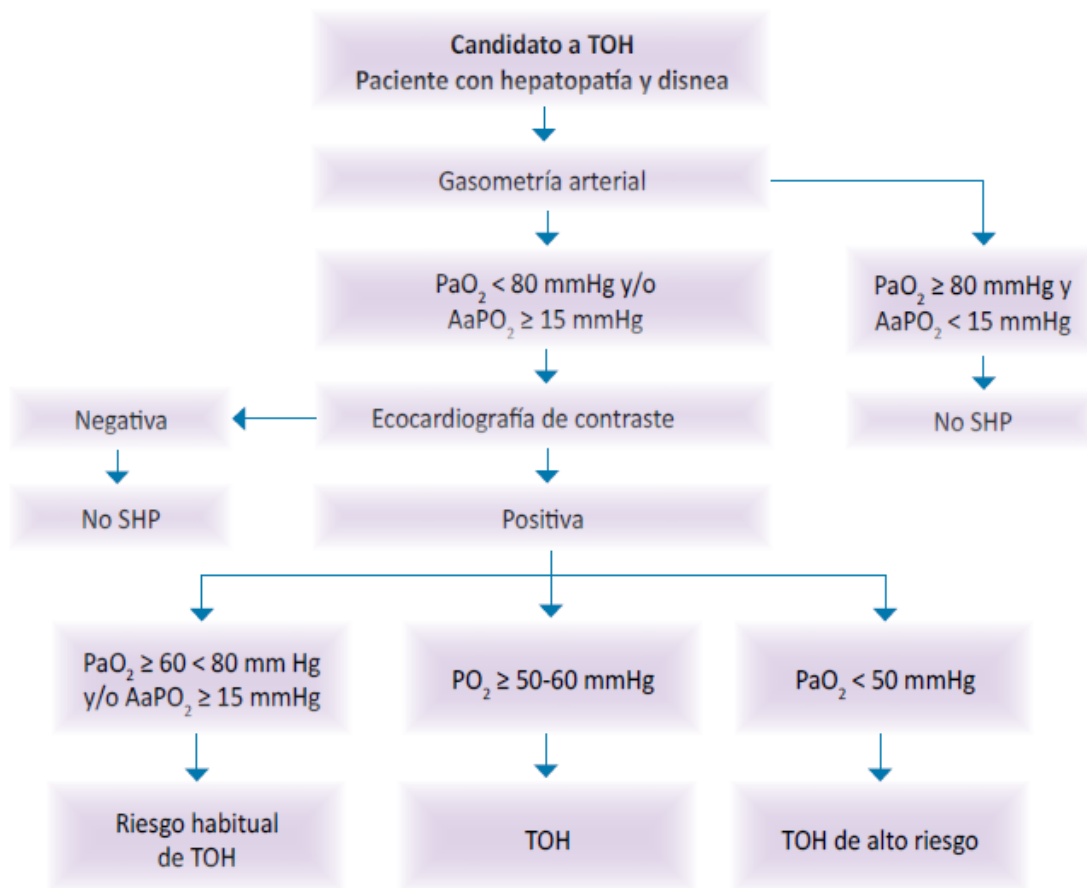 Candidato a TOH
Paciente con hepatopatía y disnea
Gasometría arterial
PaO₂ < 80 mmHg y/o
AaPO₂ ≥ 15 mmHg
PaO₂ ≥ 80 mmHg y
AaPO₂ < 15 mmHg
Negativa
Ecocardiografía de contraste
No SHP
No SHP
Positiva
PaO₂ ≥ 60 < 80 mm Hg
y/o AaPO₂ ≥ 15 mmHg
PO₂ ≥ 50-60 mmHg
PaO₂ < 50 mmHg
Riesgo habitual
de TOH
TOH
TOH de alto riesgo